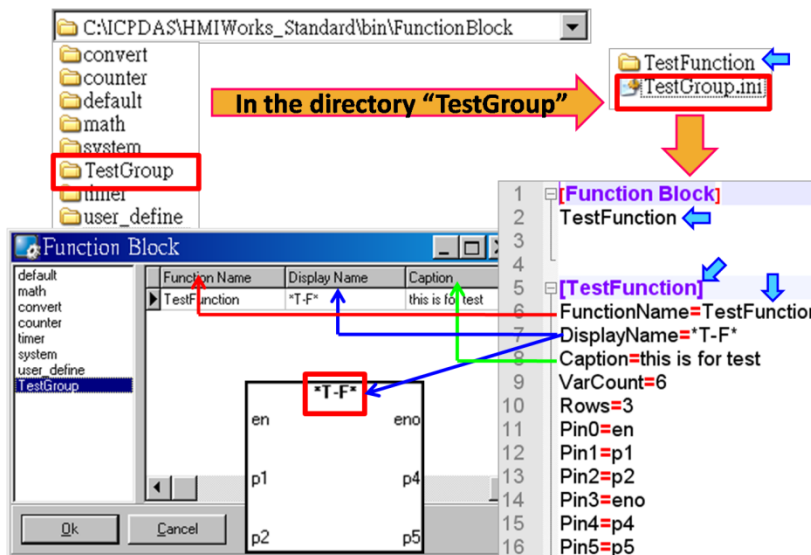 C:\ICPDAS\HMIWorks_Standard\bin\FunctionBlock
convert
counter
default
math
system
TestGroup
timer
user_define
In the directory “TestGroup”
TestFunction
TestGroup.ini
Function Block
default
math
convert
counter
timer
system
user_define
TestGroup
Function Name Display Name Caption
TestFunction *T-F* this is for test
*T-F*
en eno
p1 p4
p2 p5
Ok Cancel
1 [Function Block]
2 TestFunction
3
4
5 [TestFunction]
6 FunctionName=TestFunction
7 DisplayName=*T-F*
8 Caption=this is for test
9 VarCount=6
10 Rows=3
11 Pin0=en
12 Pin1=p1
13 Pin2=p2
14 Pin3=eno
15 Pin4=p4
16 Pin5=p5